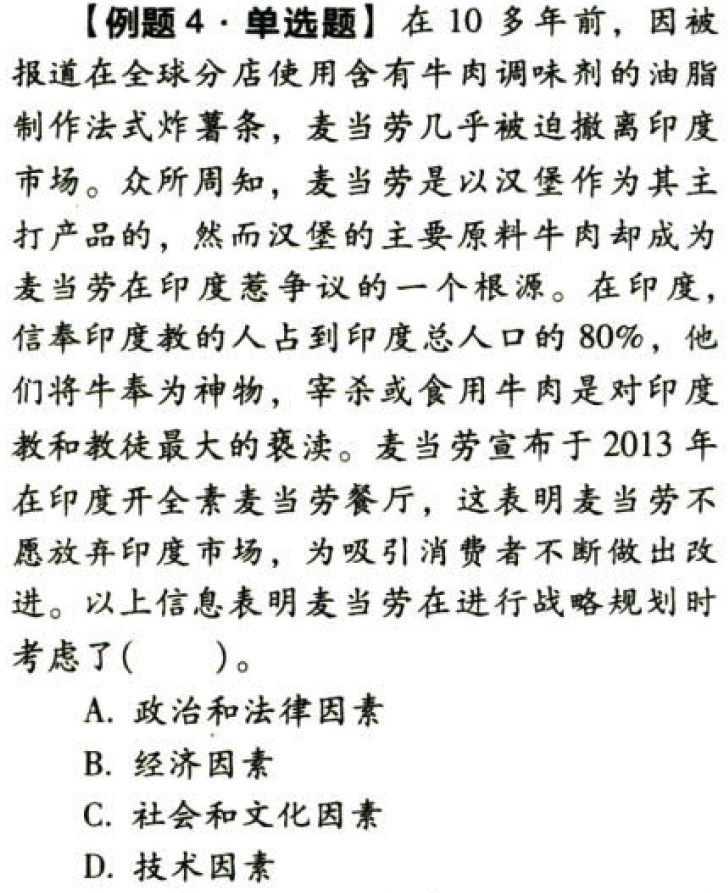 【例题 4·单选题】在 10 多年前，因被
报道在全球分店使用含有牛肉调味剂的油脂
制作法式炸薯条，麦当劳几乎被迫撤离印度
市场。众所周知，麦当劳是以汉堡作为其主
打产品的，然而汉堡的主要原料牛肉却成为
麦当劳在印度惹争议的一个根源。在印度，
信奉印度教的人占到印度总人口的 80%，他
们将牛奉为神物，宰杀或食用牛肉是对印度
教和教徒最大的亵渎。麦当劳宣布于 2013 年
在印度开全素麦当劳餐厅，这表明麦当劳不
愿放弃印度市场，为吸引消费者不断做出改
进。以上信息表明麦当劳在进行战略规划时
考虑了(　　)。
A. 政治和法律因素
B. 经济因素
C. 社会和文化因素
D. 技术因素